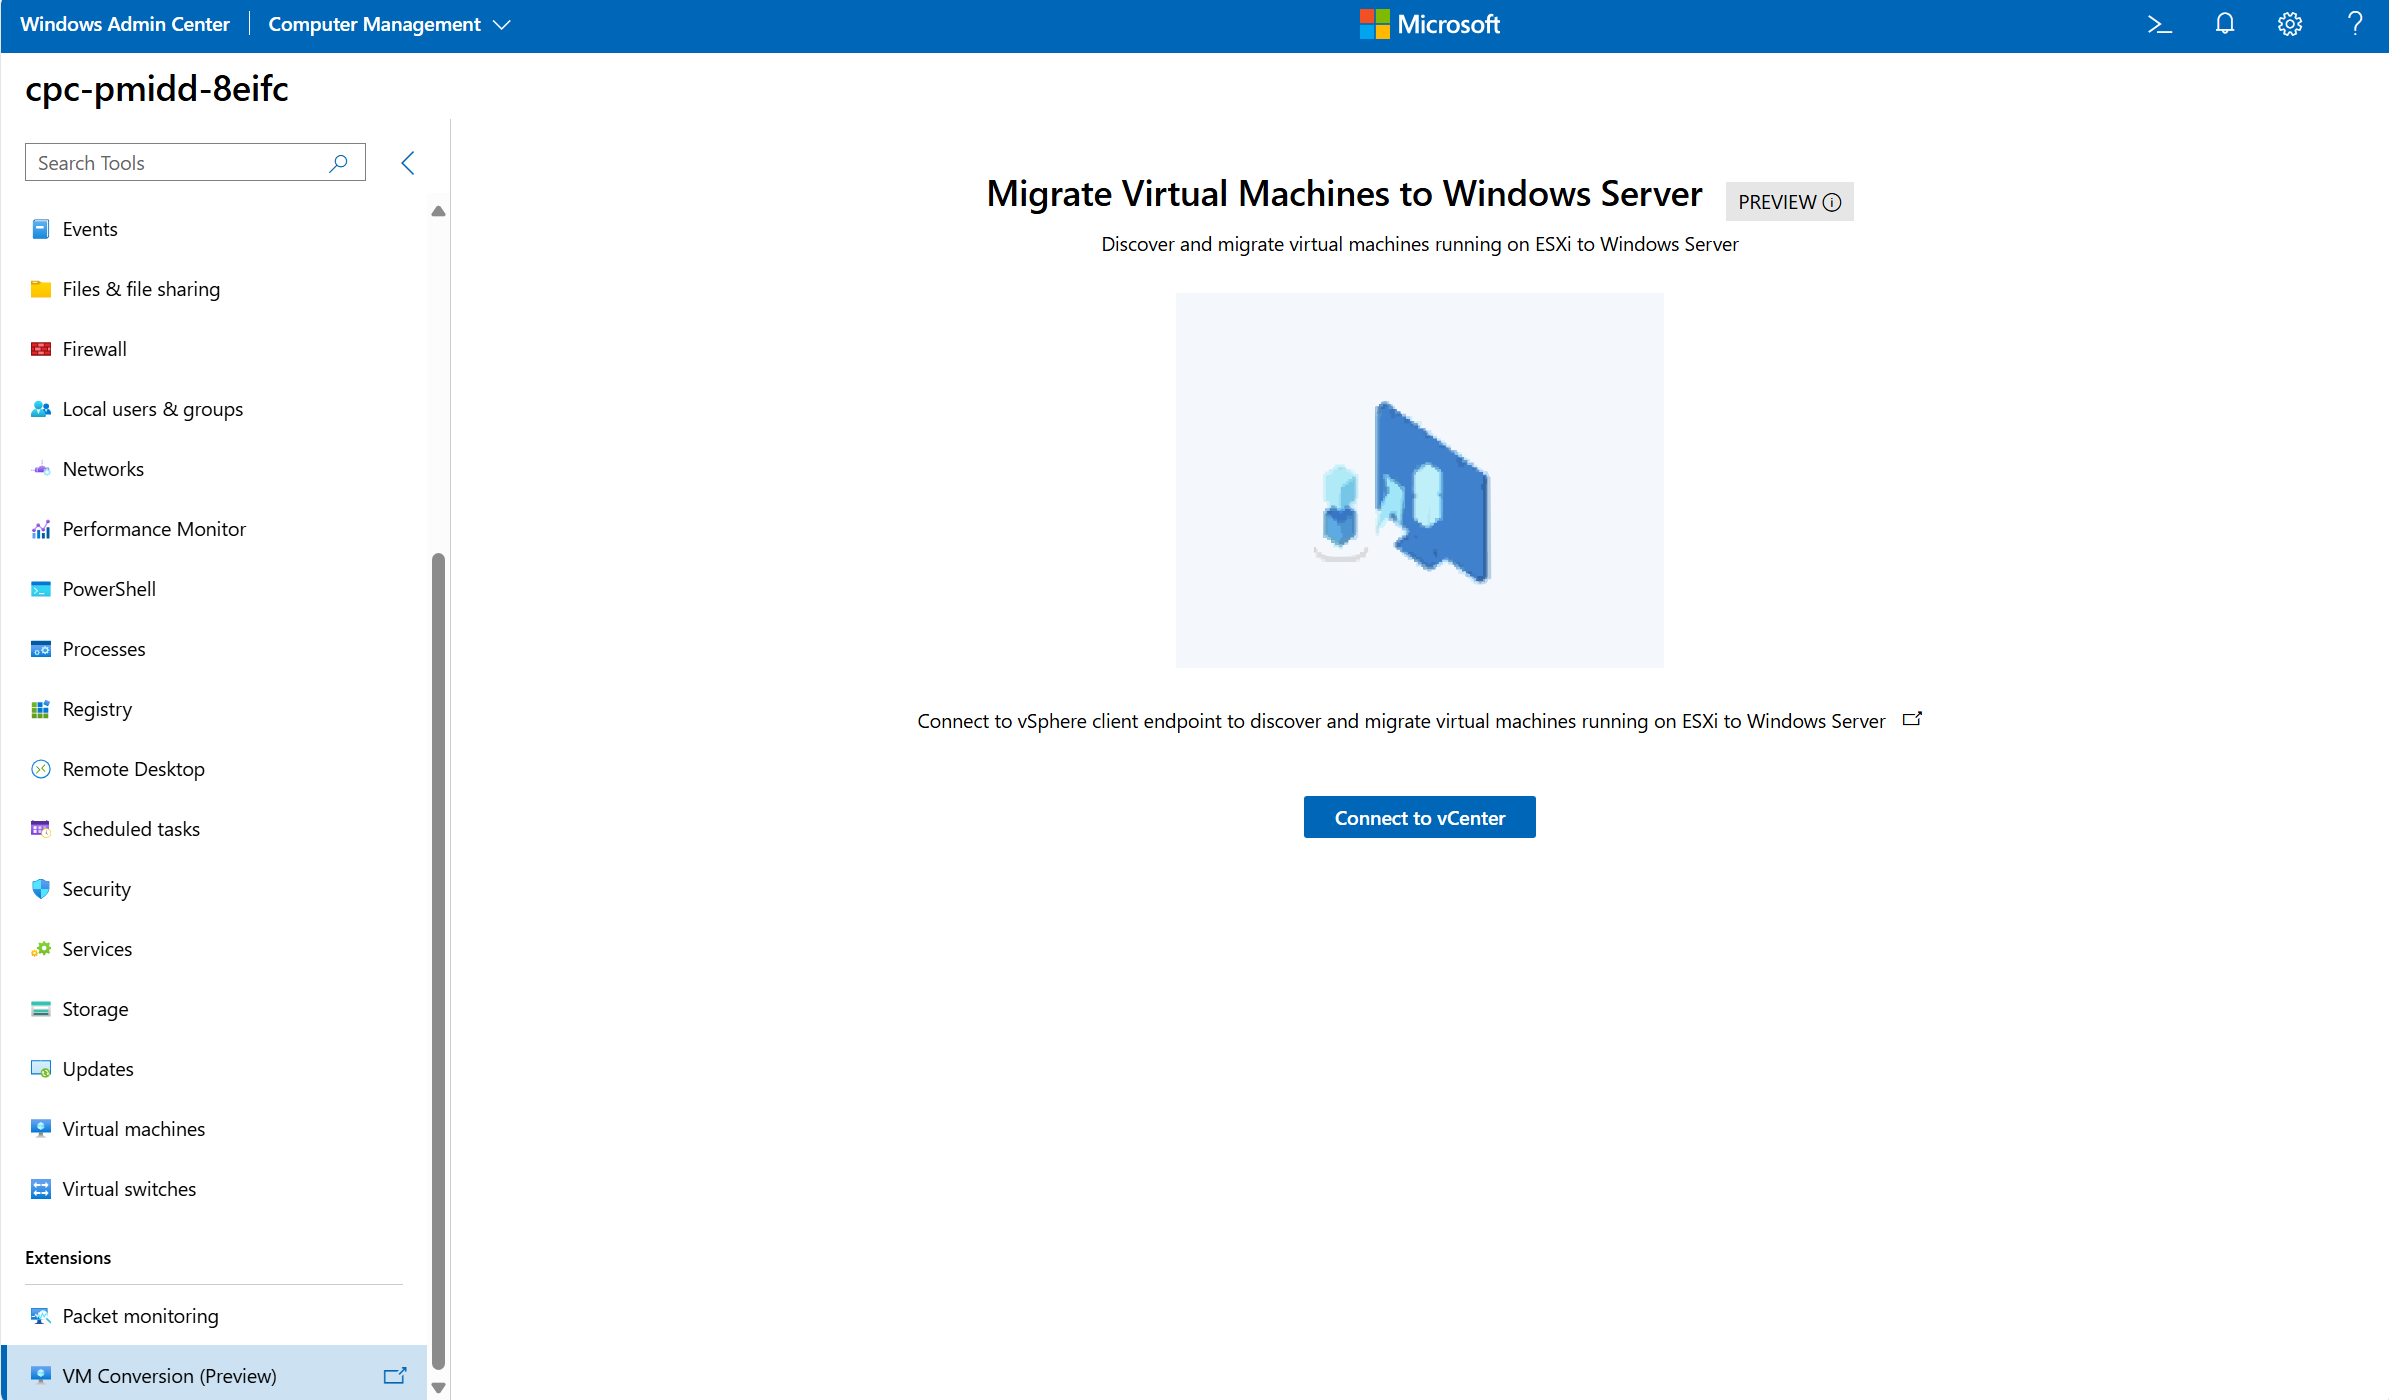 Windows Admin Center
Computer Management
Microsoft
cpc-pmidd-8eifc
Search Tools
Events
Files & file sharing
Firewall
Local users & groups
Networks
Performance Monitor
PowerShell
Processes
Registry
Remote Desktop
Scheduled tasks
Security
Services
Storage
Updates
Virtual machines
Virtual switches
Extensions
Packet monitoring
VM Conversion (Preview)
Migrate Virtual Machines to Windows Server
PREVIEW
Discover and migrate virtual machines running on ESXi to Windows Server
Connect to vSphere client endpoint to discover and migrate virtual machines running on ESXi to Windows Server
Connect to vCenter